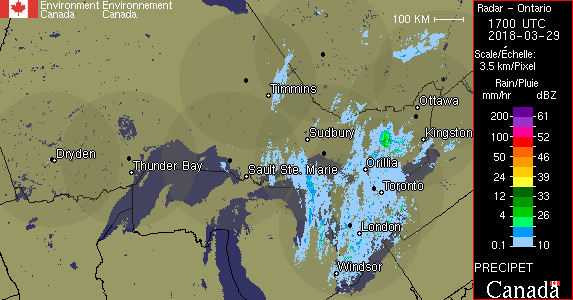 Environment Environnement
Canada Canada
100 KM
Timmins
Ottawa
Sudbury
Kingston
Dryden
Thunder Bay
Sault Ste. Marie
Orillia
Toronto
London
Windsor
Radar - Ontario
1700 UTC
2018-03-29
Scale/Échelle:
3.5 km/Pixel
Rain/Pluie
mm/hr dBZ
200 61
100 52
50 46
24 39
12 33
4 26
0.1 10
PRECIPET
Canada